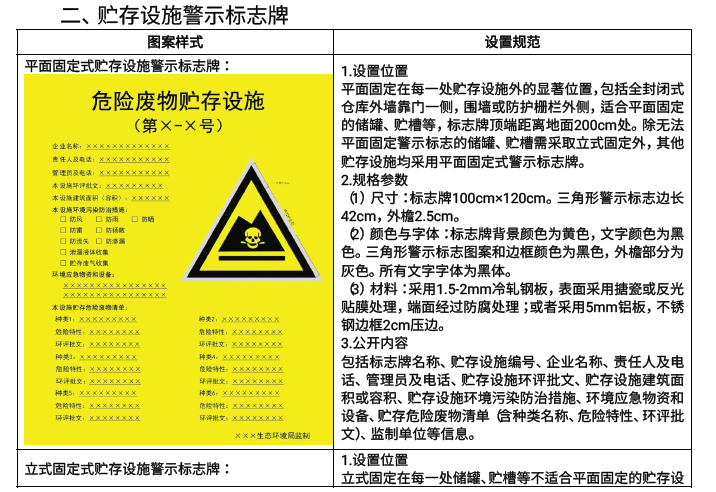 二、贮存设施警示标志牌
图案样式
设置规范
平面固定式贮存设施警示标志牌：
危险废物贮存设施
（第×-×号）
企业名称：×××××××××××××
责任人及电话：×××××××××××
管理员及电话：×××××××××××
本设施环评批文：×××××××××
本设施建筑面积（容积）：××××××
本设施环境污染防治措施：
□ 防风 □ 防雨 □ 防晒
□ 防雷 □ 防扬散
□ 防流失 □ 防渗漏
□ 泄漏液体收集
□ 贮存废气收集
环境应急物资和设备：
××××××××××××××××
××××××××××××××××
本设施贮存危险废物清单：
种类1：×××××××××
种类2：×××××××××
危险特性：××××××××
危险特性：××××××××
环评批文：××××××××
环评批文：××××××××
种类3：×××××××××
种类4：×××××××××
危险特性：××××××××
危险特性：××××××××
环评批文：××××××××
环评批文：××××××××
种类5：×××××××××
种类6：×××××××××
危险特性：××××××××
危险特性：××××××××
环评批文：××××××××
环评批文：××××××××
×××生态环境局监制
1.设置位置
平面固定在每一处贮存设施外的显著位置，包括全封闭式
仓库外墙靠门一侧，围墙或防护栅栏外侧，适合平面固定
的储罐、贮槽等，标志牌顶端距离地面200cm处。除无法
平面固定警示标志的储罐、贮槽需采取立式固定外，其他
贮存设施均采用平面固定式警示标志牌。
2.规格参数
（1）尺寸：标志牌100cm×120cm。三角形警示标志边长
42cm，外檐2.5cm。
（2）颜色与字体：标志牌背景颜色为黄色，文字颜色为黑
色。三角形警示标志图案和边框颜色为黑色，外檐部分为
灰色。所有文字字体为黑体。
（3）材料：采用1.5-2mm冷轧钢板，表面采用搪瓷或反光
贴膜处理，端面经过防腐处理；或者采用5mm铝板，不锈
钢边框2cm压边。
3.公开内容
包括标志牌名称、贮存设施编号、企业名称、责任人及电
话、管理员及电话、贮存设施环评批文、贮存设施建筑面
积或容积、贮存设施环境污染防治措施、环境应急物资和
设备、贮存危险废物清单（含种类名称、危险特性、环评批
文）、监制单位等信息。
立式固定式贮存设施警示标志牌：
1.设置位置
立式固定在每一处储罐、贮槽等不适合平面固定的贮存设